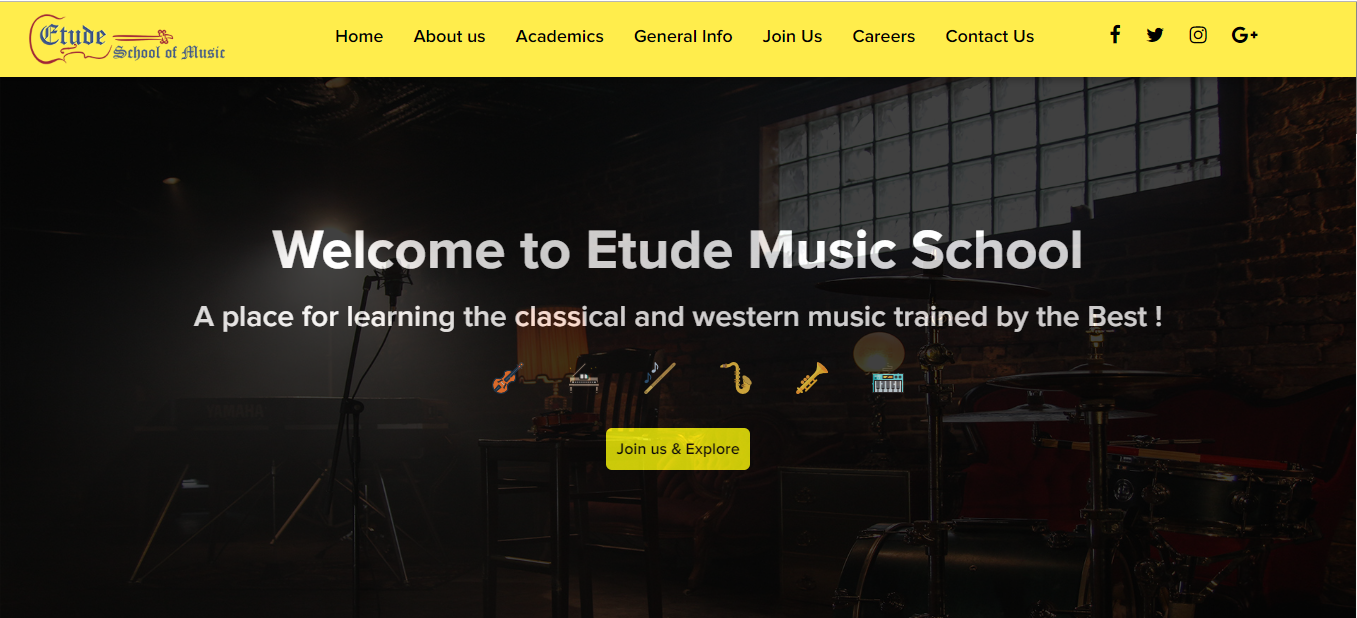 Etude
School of Music
Home About us Academics General Info Join Us Careers Contact Us
Welcome to Etude Music School
A place for learning the classical and western music trained by the Best !
Join us & Explore
YAMAHA